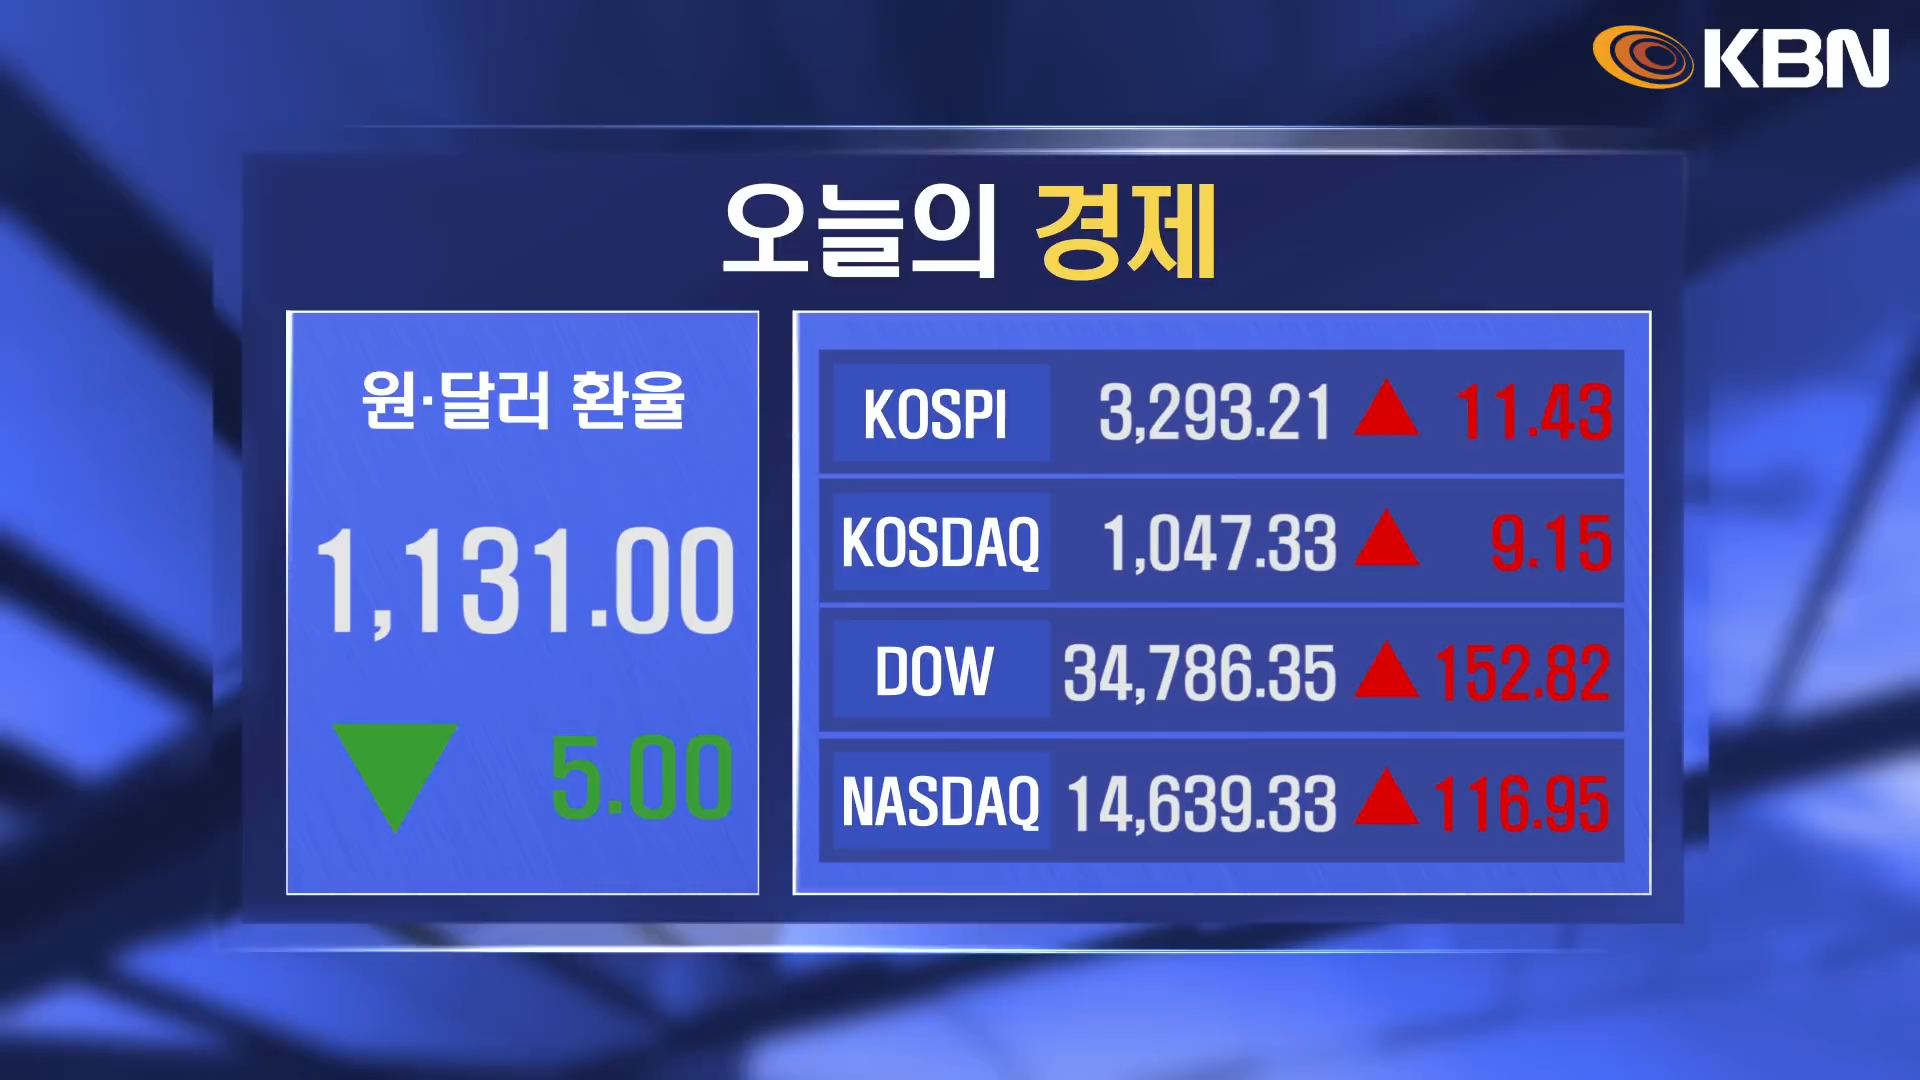 KBN
오늘의 경제
원·달러 환율
1,131.00
▼ 5.00
KOSPI 3,293.21 ▲ 11.43
KOSDAQ 1,047.33 ▲ 9.15
DOW 34,786.35 ▲ 152.82
NASDAQ 14,639.33 ▲ 116.95